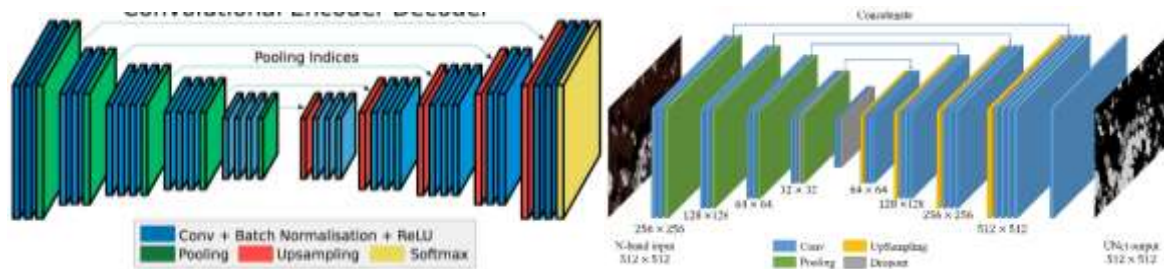 Convolutional Encoder-Decoder
Pooling Indices
Conv + Batch Normalisation + ReLU
Pooling Upsampling Softmax
Concatenate
32 × 32
64 × 64
64 × 64
128 ×128
128 ×128
256 × 256
256 × 256
512 × 512
N-band input
512 × 512
Conv UpSampling
Pooling Dropout
UNet output
512 × 512